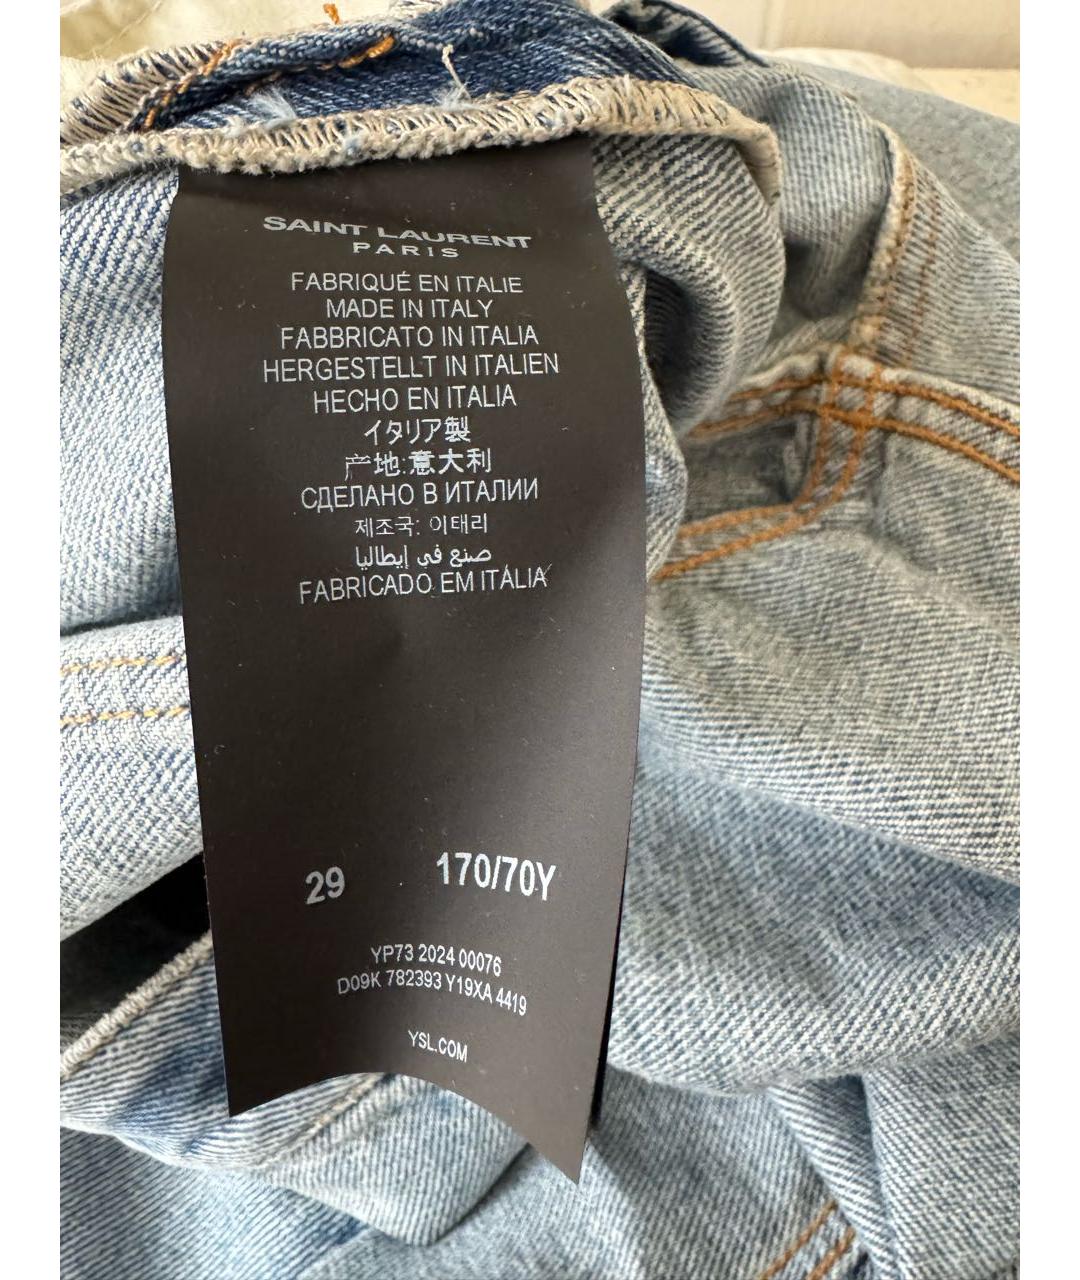 SAINT LAURENT
PARIS
FABRIQUÉ EN ITALIE
MADE IN ITALY
FABBRICATO IN ITALIA
HERGESTELLT IN ITALIEN
HECHO EN ITALIA
イタリア製
产地:意大利
СДЕЛАНО В ИТАЛИИ
제조국: 이태리
صنع في إيطاليا
FABRICADO EM ITÁLIA
29 170/70Y
YP73 2024 00076
D09K 782393 Y19XA 4419
YSL.COM